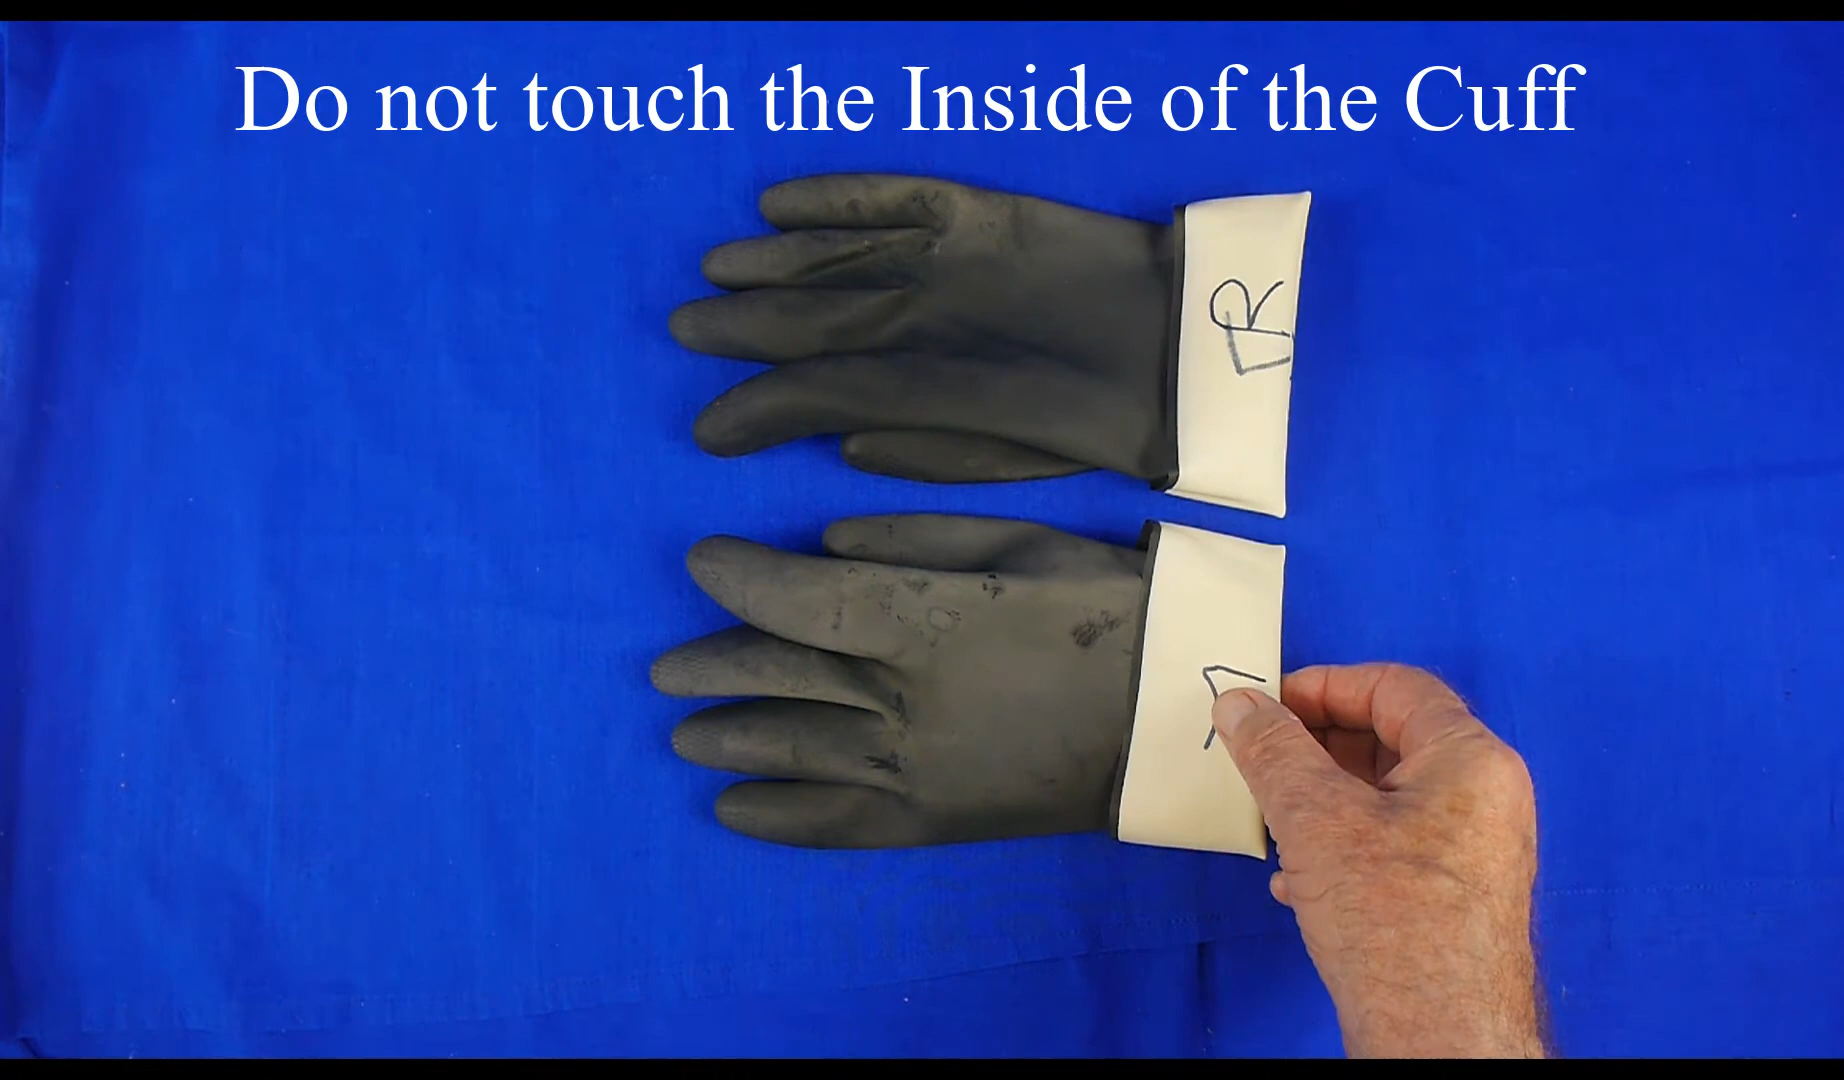 Do not touch the Inside of the Cuff
R